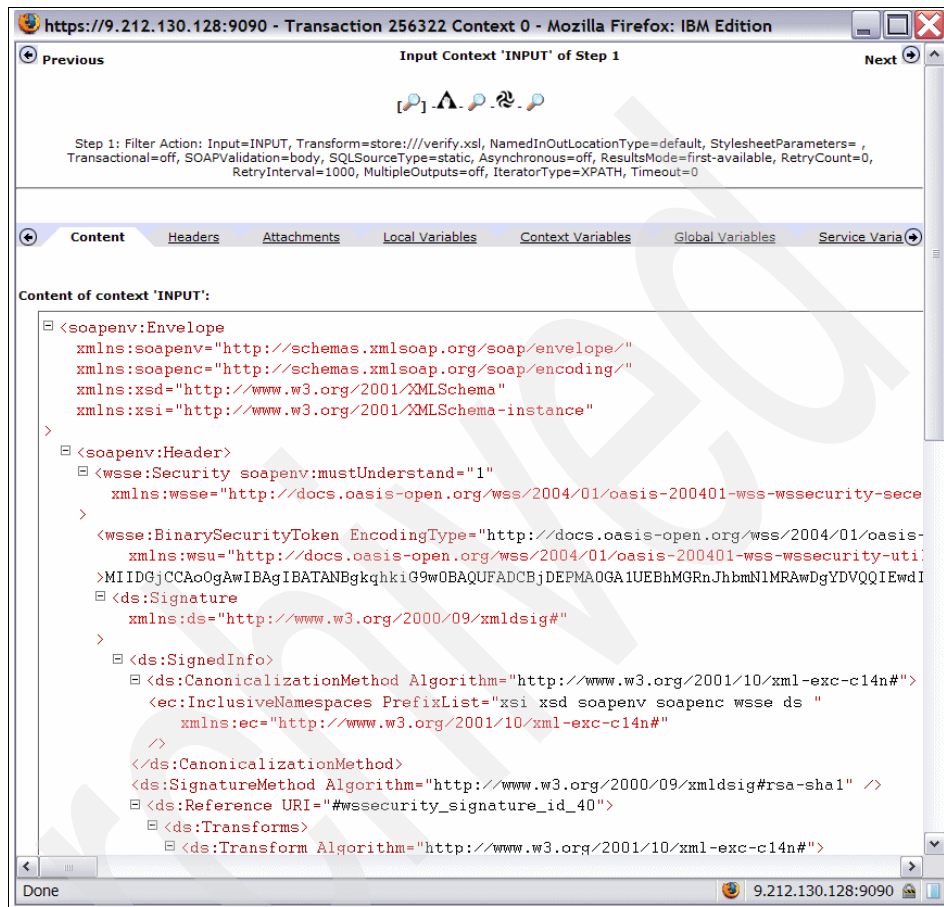 https://9.212.130.128:9090 - Transaction 256322 Context 0 - Mozilla Firefox: IBM Edition
Previous
Input Context 'INPUT' of Step 1
Next
Step 1: Filter Action: Input=INPUT, Transform=store:///verify.xsl, NamedInOutLocationType=default, StylesheetParameters= ,
Transactional=off, SOAPValidation=body, SQLSourceType=static, Asynchronous=off, ResultsMode=first-available, RetryCount=0,
RetryInterval=1000, MultipleOutputs=off, IteratorType=XPATH, Timeout=0
Content Headers Attachments Local Variables Context Variables Global Variables Service Varia
Content of context 'INPUT':
<soapenv:Envelope
xmlns:soapenv="http://schemas.xmlsoap.org/soap/envelope/"
xmlns:soapenc="http://schemas.xmlsoap.org/soap/encoding/"
xmlns:xsd="http://www.w3.org/2001/XMLSchema"
xmlns:xsi="http://www.w3.org/2001/XMLSchema-instance"
>
<soapenv:Header>
<wsse:Security soapenv:mustUnderstand="1"
xmlns:wsse="http://docs.oasis-open.org/wss/2004/01/oasis-200401-wss-wssecurity-sece
>
<wsse:BinarySecurityToken EncodingType="http://docs.oasis-open.org/wss/2004/01/oasis-
xmlns:wsu="http://docs.oasis-open.org/wss/2004/01/oasis-200401-wss-wssecurity-util
>MIIDGjCCAoOgAwIBAgIBATANBgkqhkiG9w0BAQUFADCBjDEPMA0GA1UEBhMGRnJhbmNlMRAwDgYDVQQIEwdI
<ds:Signature
xmlns:ds="http://www.w3.org/2000/09/xmldsig#"
>
<ds:SignedInfo>
<ds:CanonicalizationMethod Algorithm="http://www.w3.org/2001/10/xml-exc-c14n#">
<ec:InclusiveNamespaces PrefixList="xsi xsd soapenv soapenc wsse ds "
xmlns:ec="http://www.w3.org/2001/10/xml-exc-c14n#"
/>
</ds:CanonicalizationMethod>
<ds:SignatureMethod Algorithm="http://www.w3.org/2000/09/xmldsig#rsa-sha1" />
<ds:Reference URI="#wssecurity_signature_id_40">
<ds:Transforms>
<ds:Transform Algorithm="http://www.w3.org/2001/10/xml-exc-c14n#">
Done
9.212.130.128:9090